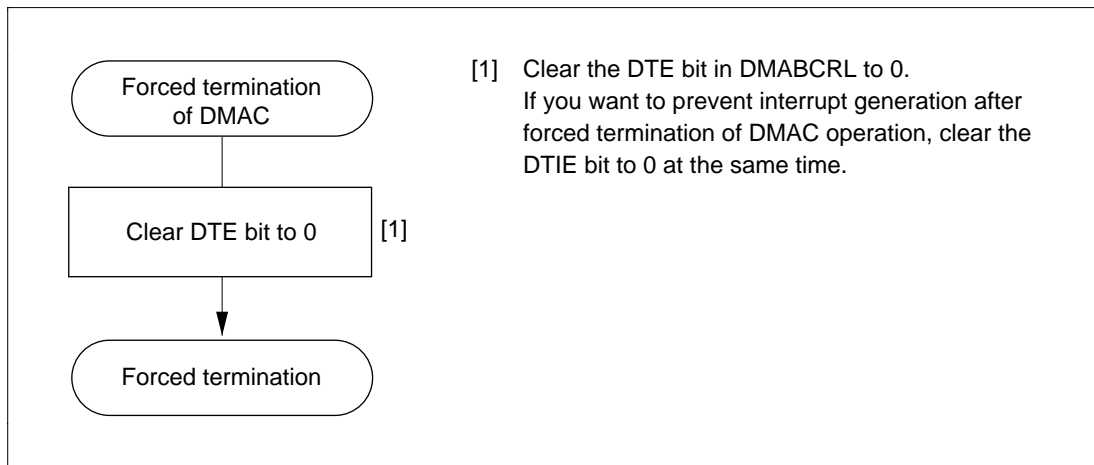 Forced termination
of DMAC
Clear DTE bit to 0
[1]
Forced termination
[1] Clear the DTE bit in DMABCRL to 0.
If you want to prevent interrupt generation after
forced termination of DMAC operation, clear the
DTIE bit to 0 at the same time.